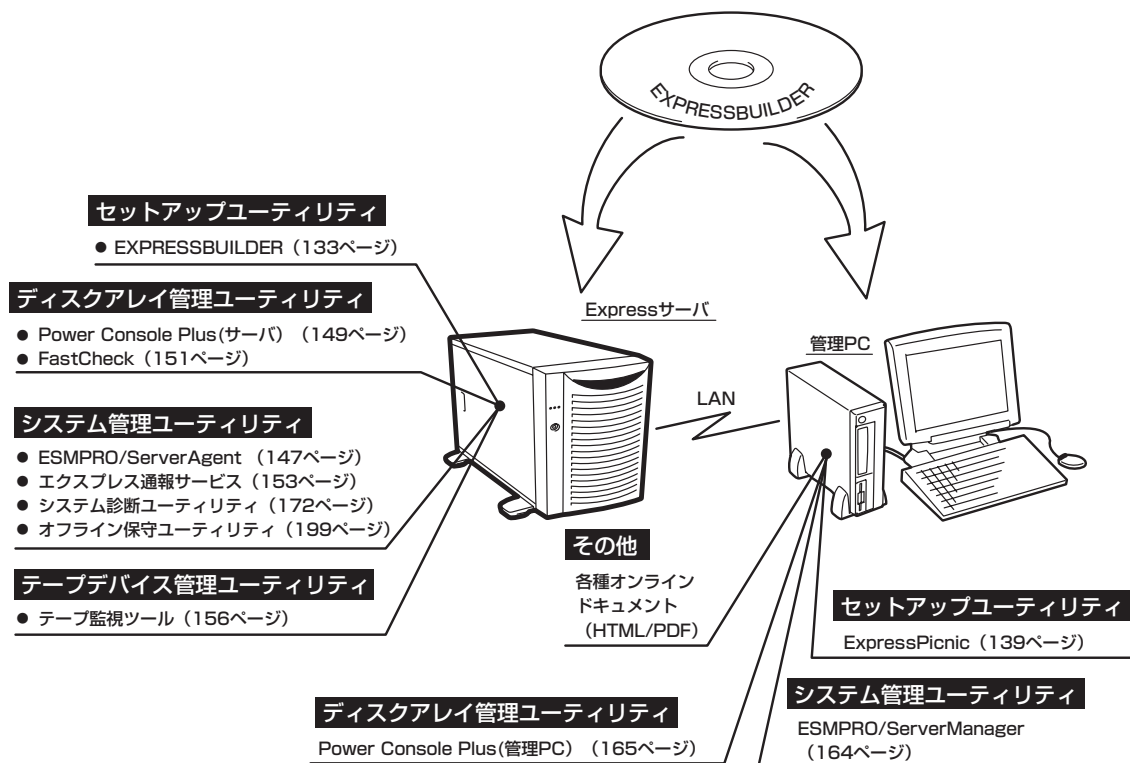 EXPRESSBUILDER
セットアップユーティリティ
● EXPRESSBUILDER（133ページ）
ディスクアレイ管理ユーティリティ
● Power Console Plus(サーバ）（149ページ）
● FastCheck（151ページ）
システム管理ユーティリティ
● ESMPRO/ServerAgent （147ページ）
● エクスプレス通報サービス（153ページ）
● システム診断ユーティリティ（172ページ）
● オフライン保守ユーティリティ（199ページ）
テープデバイス管理ユーティリティ
● テープ監視ツール（156ページ）
Expressサーバ
LAN
管理PC
その他
各種オンライン
ドキュメント
（HTML/PDF）
セットアップユーティリティ
ExpressPicnic（139ページ）
ディスクアレイ管理ユーティリティ
Power Console Plus(管理PC）（165ページ）
システム管理ユーティリティ
ESMPRO/ServerManager
（164ページ）